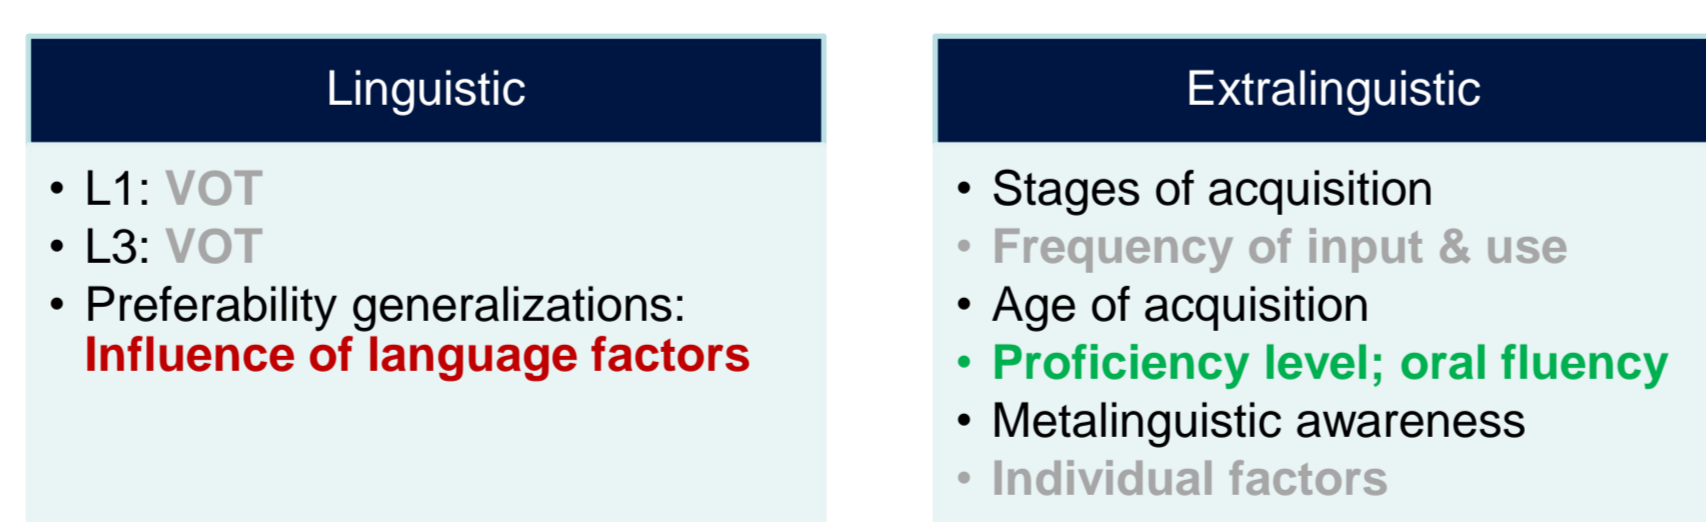 Linguistic
• L1: VOT
• L3: VOT
• Preferability generalizations:
Influence of language factors
Extralinguistic
• Stages of acquisition
• Frequency of input & use
• Age of acquisition
• Proficiency level; oral fluency
• Metalinguistic awareness
• Individual factors